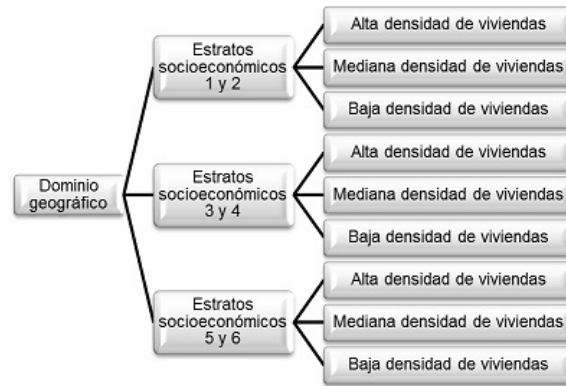 Dominio
geográfico
Estratos
socioeconómicos
1 y 2
Alta densidad de viviendas
Mediana densidad de viviendas
Baja densidad de viviendas
Estratos
socioeconómicos
3 y 4
Alta densidad de viviendas
Mediana densidad de viviendas
Baja densidad de viviendas
Estratos
socioeconómicos
5 y 6
Alta densidad de viviendas
Mediana densidad de viviendas
Baja densidad de viviendas